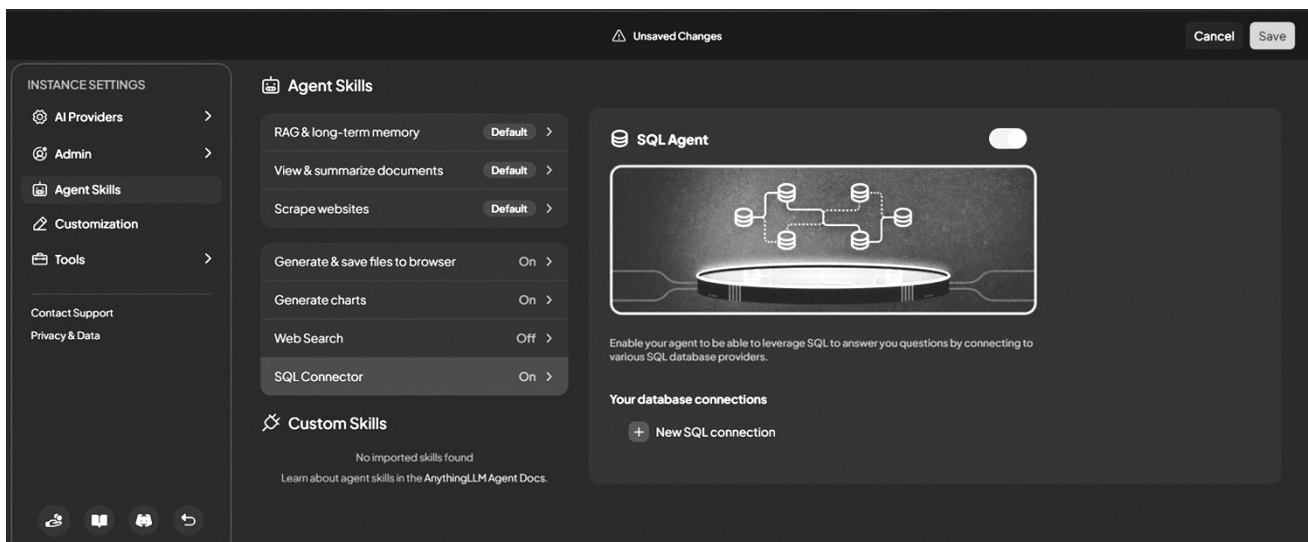 Unsaved Changes
Cancel
Save
INSTANCE SETTINGS
AI Providers
Admin
Agent Skills
Customization
Tools
Contact Support
Privacy & Data
Agent Skills
RAG & long-term memory Default
View & summarize documents Default
Scrape websites Default
Generate & save files to browser On
Generate charts On
Web Search Off
SQL Connector On
Custom Skills
No imported skills found
Learn about agent skills in the AnythingLLM Agent Docs.
SQL Agent
Enable your agent to be able to leverage SQL to answer you questions by connecting to
various SQL database providers.
Your database connections
New SQL connection